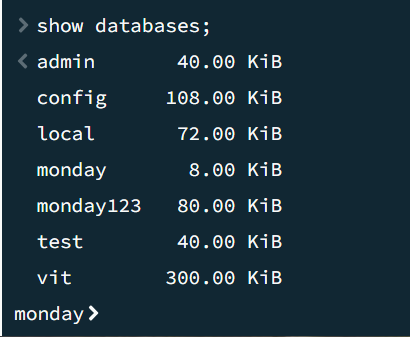 > show databases;
< admin 40.00 KiB
config 108.00 KiB
local 72.00 KiB
monday 8.00 KiB
monday123 80.00 KiB
test 40.00 KiB
vit 300.00 KiB
monday>